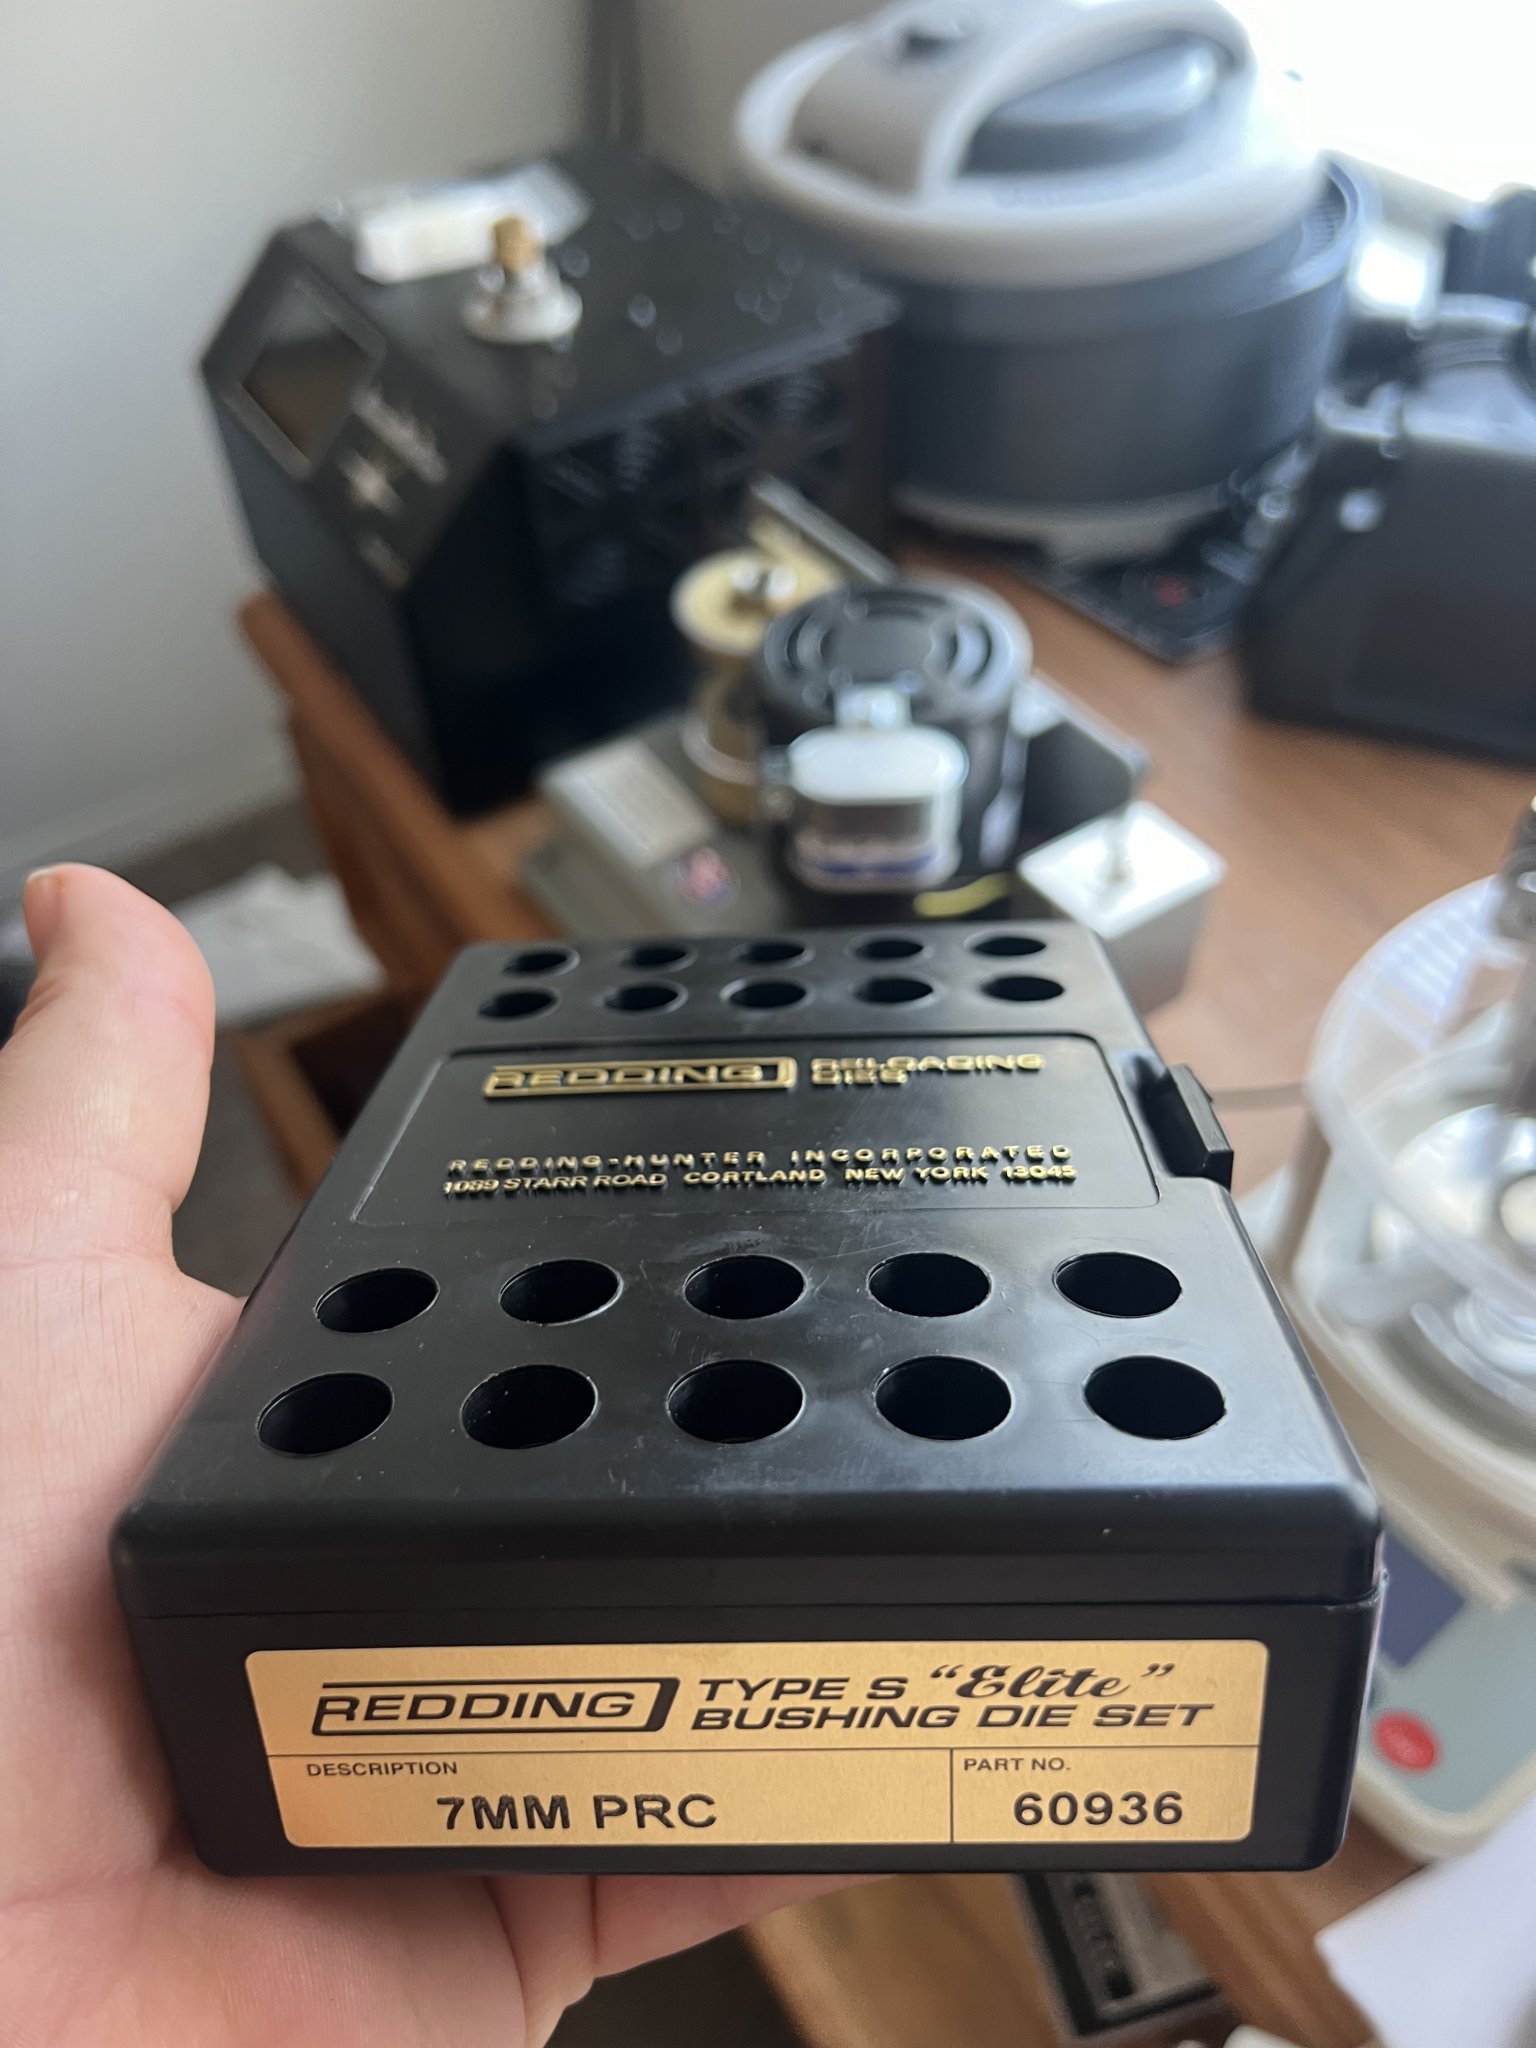 REDDING RELOADING DIES
REDDING-HUNTER INCORPORATED
1089 STARR ROAD CORTLAND NEW YORK 13045
REDDING TYPE S "Elite"
BUSHING DIE SET
DESCRIPTION
7MM PRC
PART NO.
60936